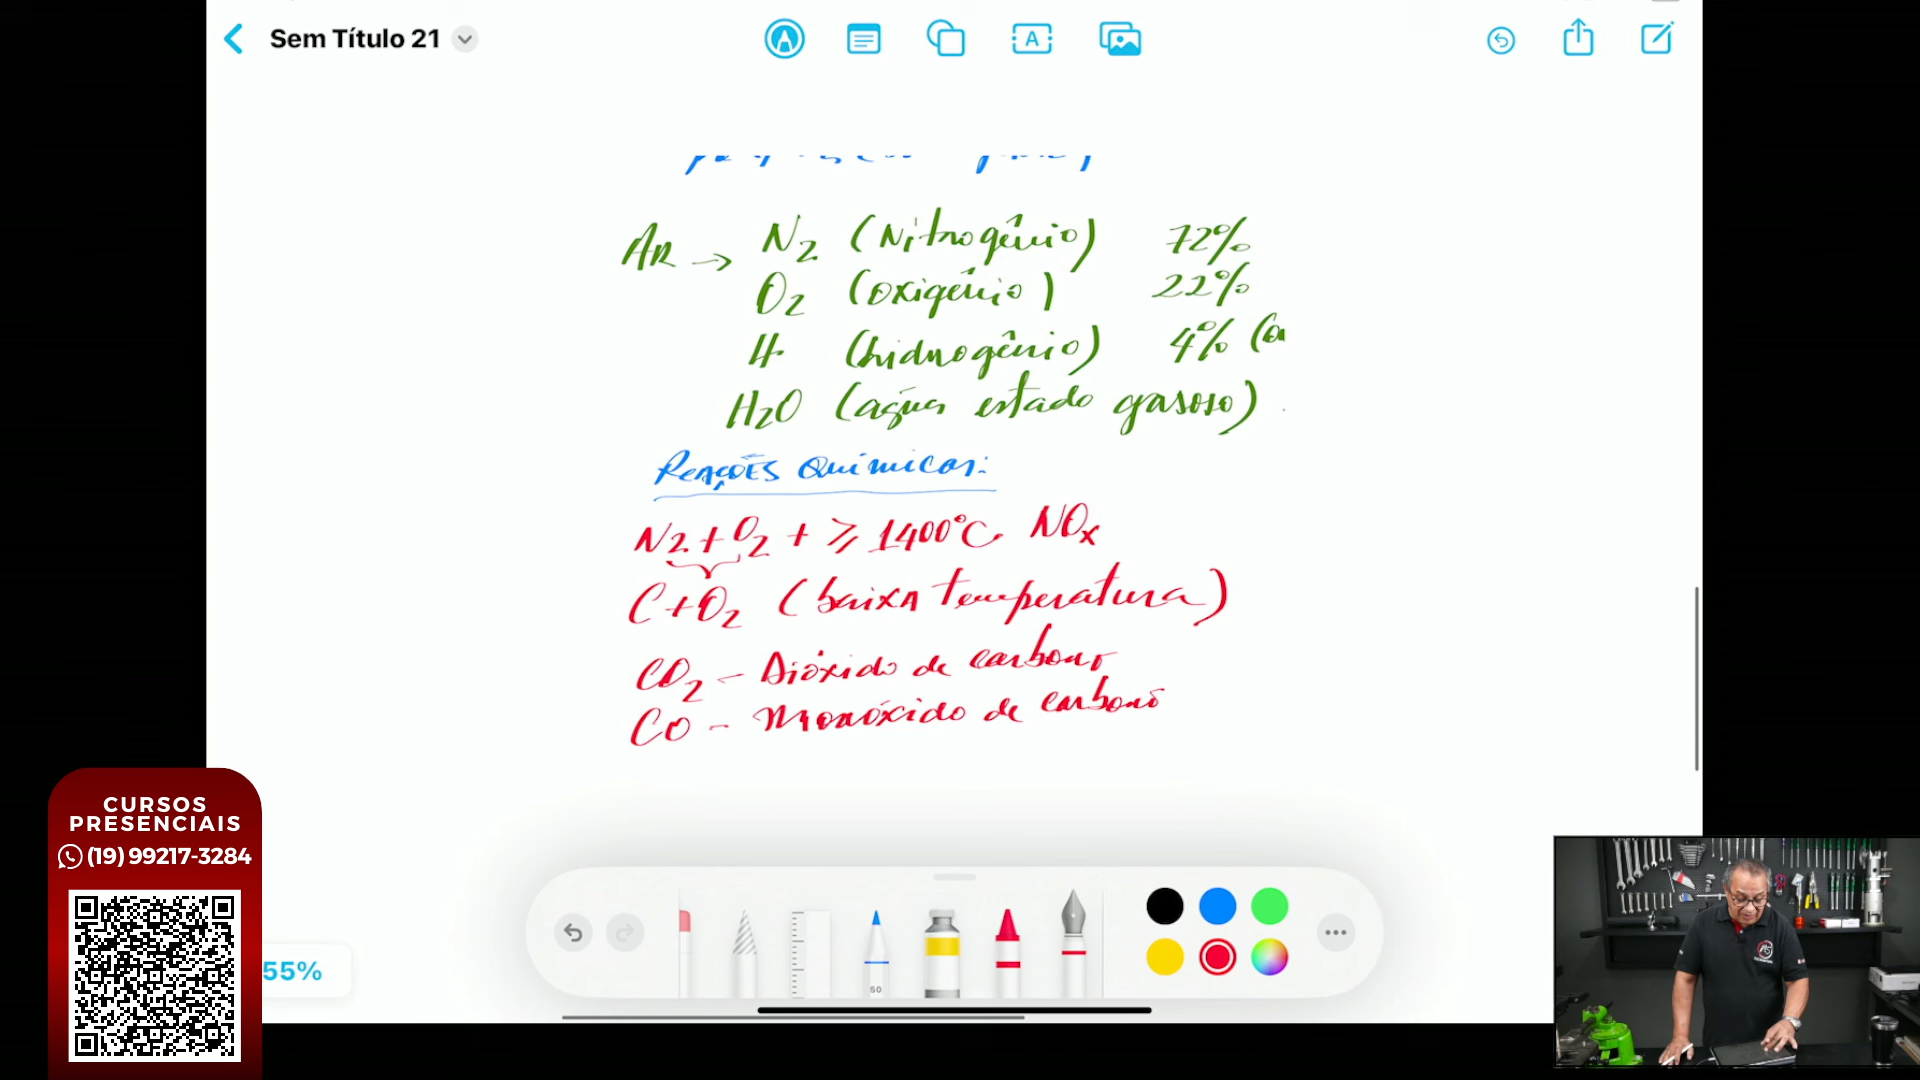 Sem Título 21
AR → N2 (Nitrogênio) 72%
O2 (oxigênio) 22%
H (hidrogênio) 4% (
H2O (água estado gasoso)
Reações Químicas:
N2 + O2 + ≥ 1400°C NOx
C+O2 (baixa temperatura)
CO2 - Dióxido de carbono
CO - Monóxido de carbono
CURSOS
PRESENCIAIS
(19) 99217-3284
55%
50